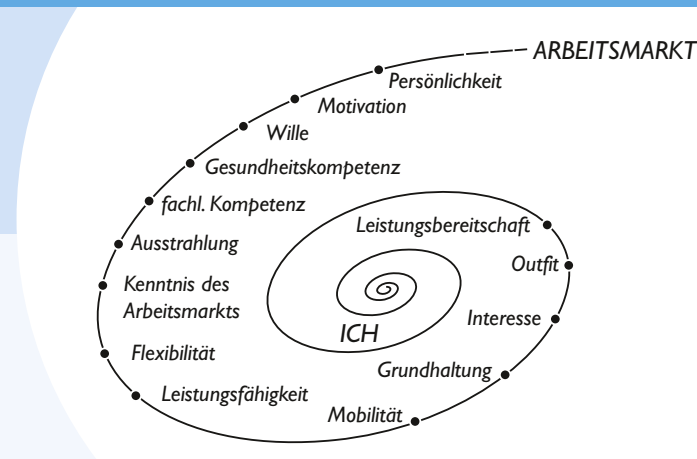 ARBEITSMARKT
Persönlichkeit
Motivation
Wille
Gesundheitskompetenz
fachl. Kompetenz
Leistungsbereitschaft
Ausstrahlung
Outfit
Kenntnis des
Arbeitsmarkts
Interesse
ICH
Flexibilität
Grundhaltung
Leistungsfähigkeit
Mobilität